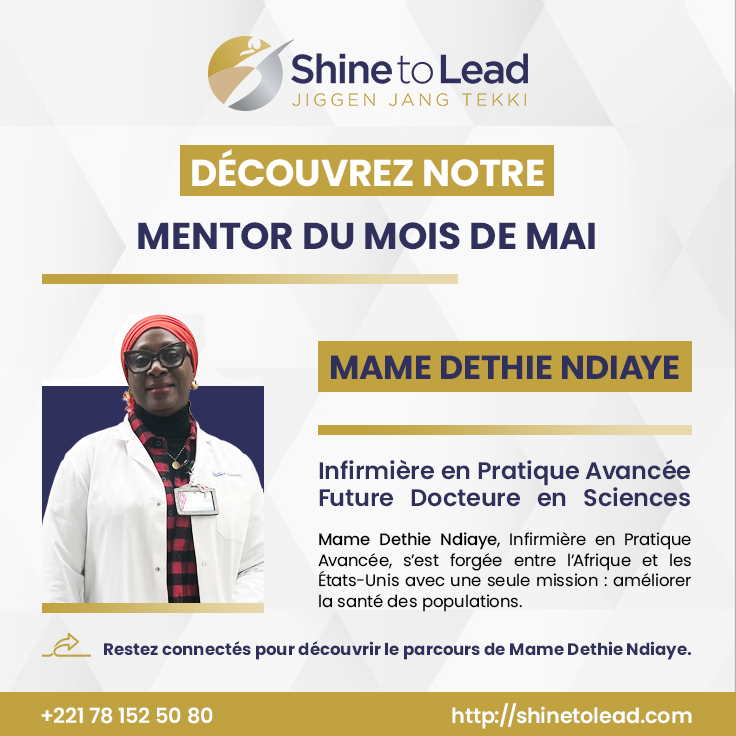 Shine to Lead
JIGGEN JANG TEKKI
DÉCOUVREZ NOTRE
MENTOR DU MOIS DE MAI
MAME DETHIE NDIAYE
Infirmière en Pratique Avancée
Future Docteure en Sciences
Mame Dethie Ndiaye, Infirmière en Pratique
Avancée, s’est forgée entre l’Afrique et les
États-Unis avec une seule mission : améliorer
la santé des populations.
Restez connectés pour découvrir le parcours de Mame Dethie Ndiaye.
+221 78 152 50 80
http://shinetolead.com